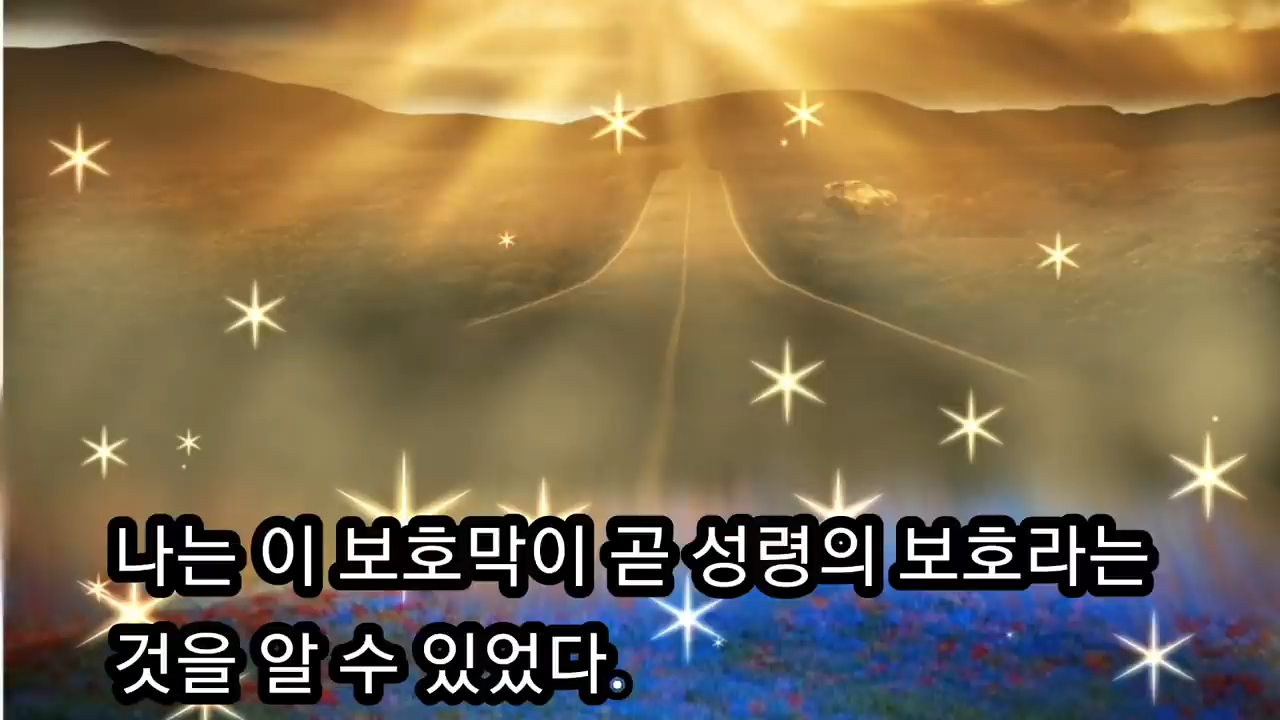 나는 이 보호막이 곧 성령의 보호라는
것을 알 수 있었다.